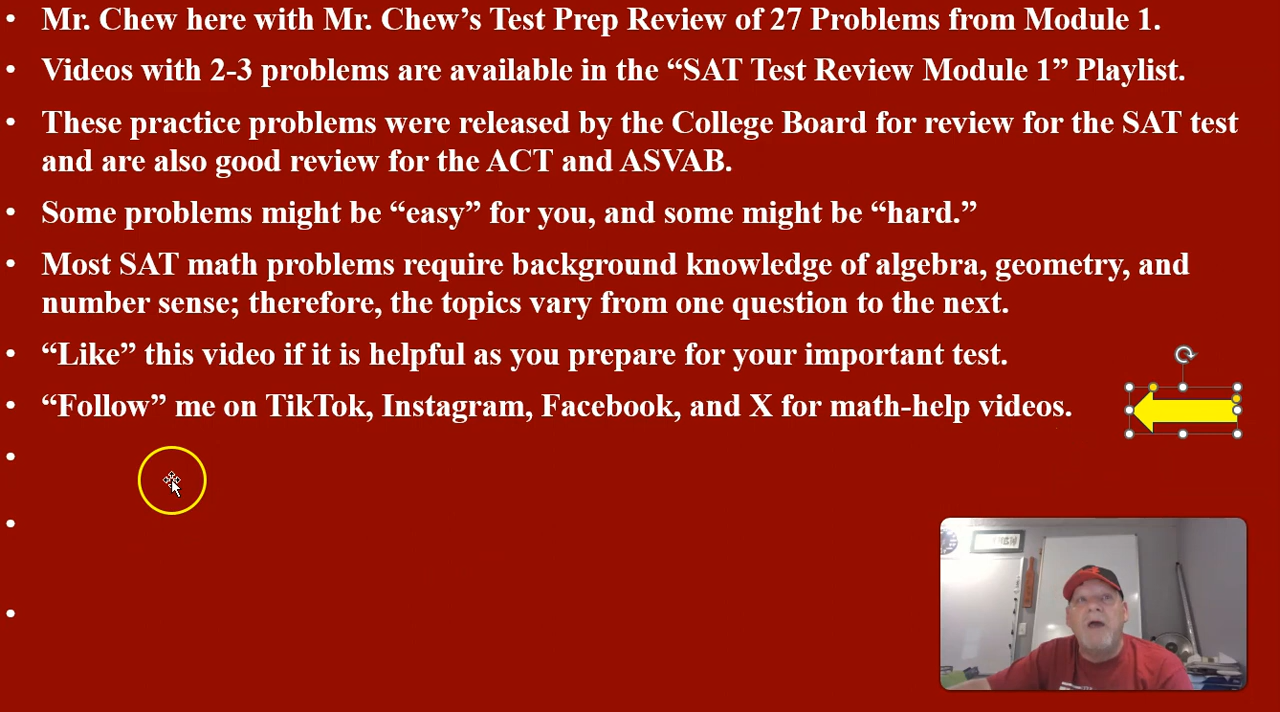 • Mr. Chew here with Mr. Chew’s Test Prep Review of 27 Problems from Module 1.
• Videos with 2-3 problems are available in the “SAT Test Review Module 1” Playlist.
• These practice problems were released by the College Board for review for the SAT test
and are also good review for the ACT and ASVAB.
• Some problems might be “easy” for you, and some might be “hard.”
• Most SAT math problems require background knowledge of algebra, geometry, and
number sense; therefore, the topics vary from one question to the next.
• “Like” this video if it is helpful as you prepare for your important test.
• “Follow” me on TikTok, Instagram, Facebook, and X for math-help videos.